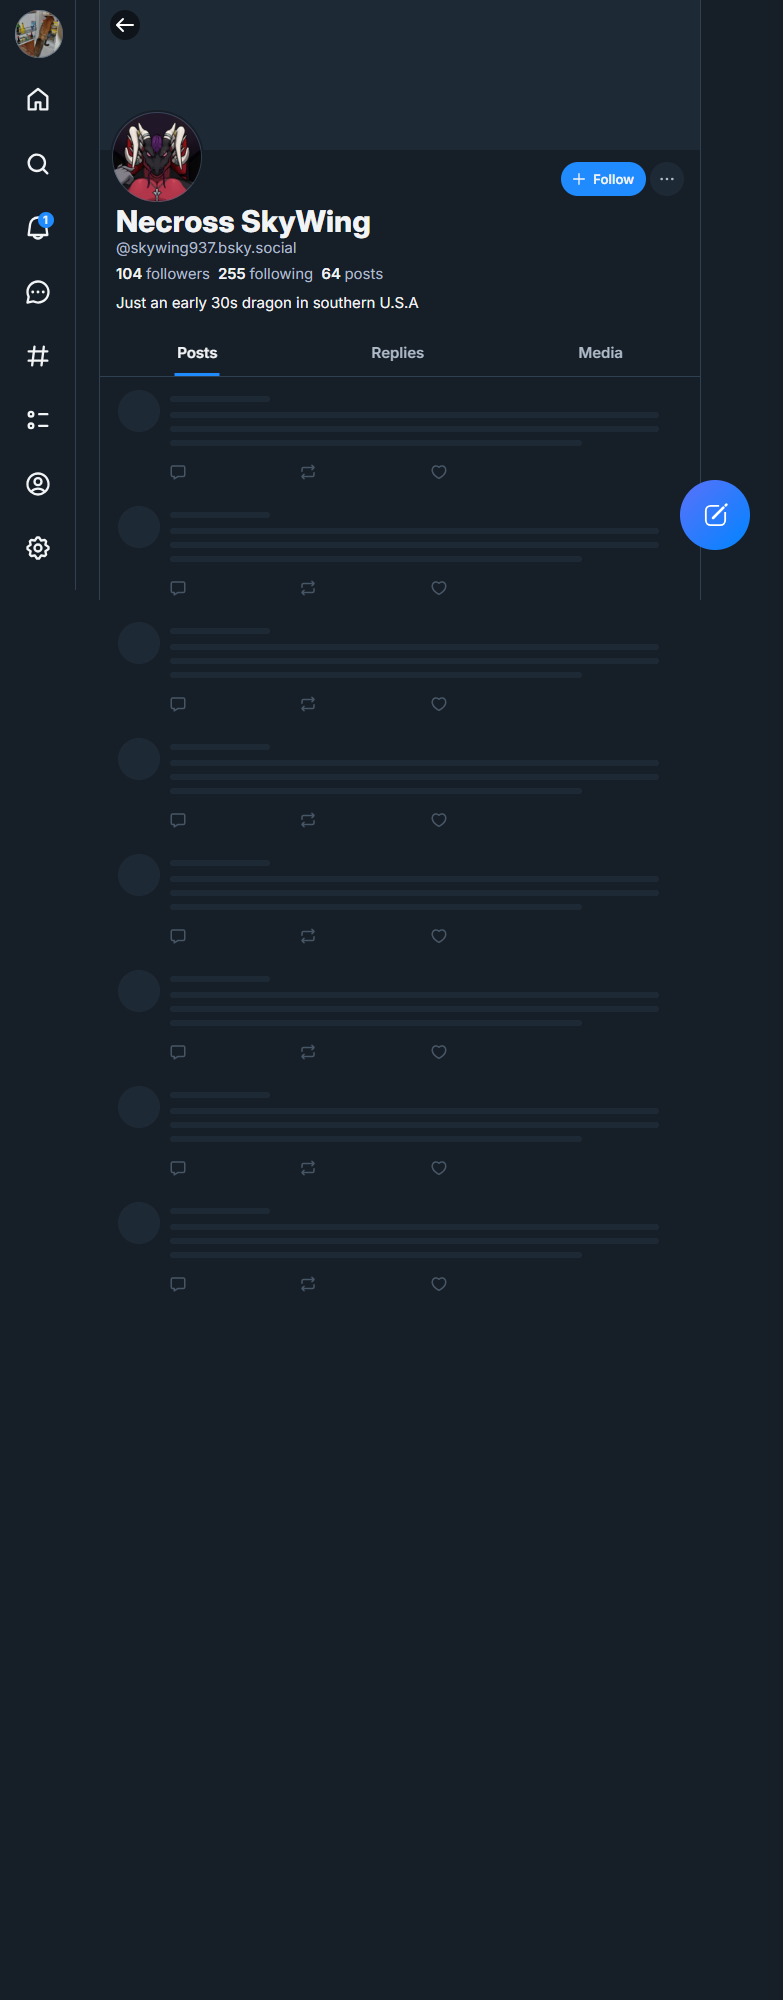 1
Follow
Necross SkyWing
@skywing937.bsky.social
104 followers 255 following 64 posts
Just an early 30s dragon in southern U.S.A
Posts Replies Media